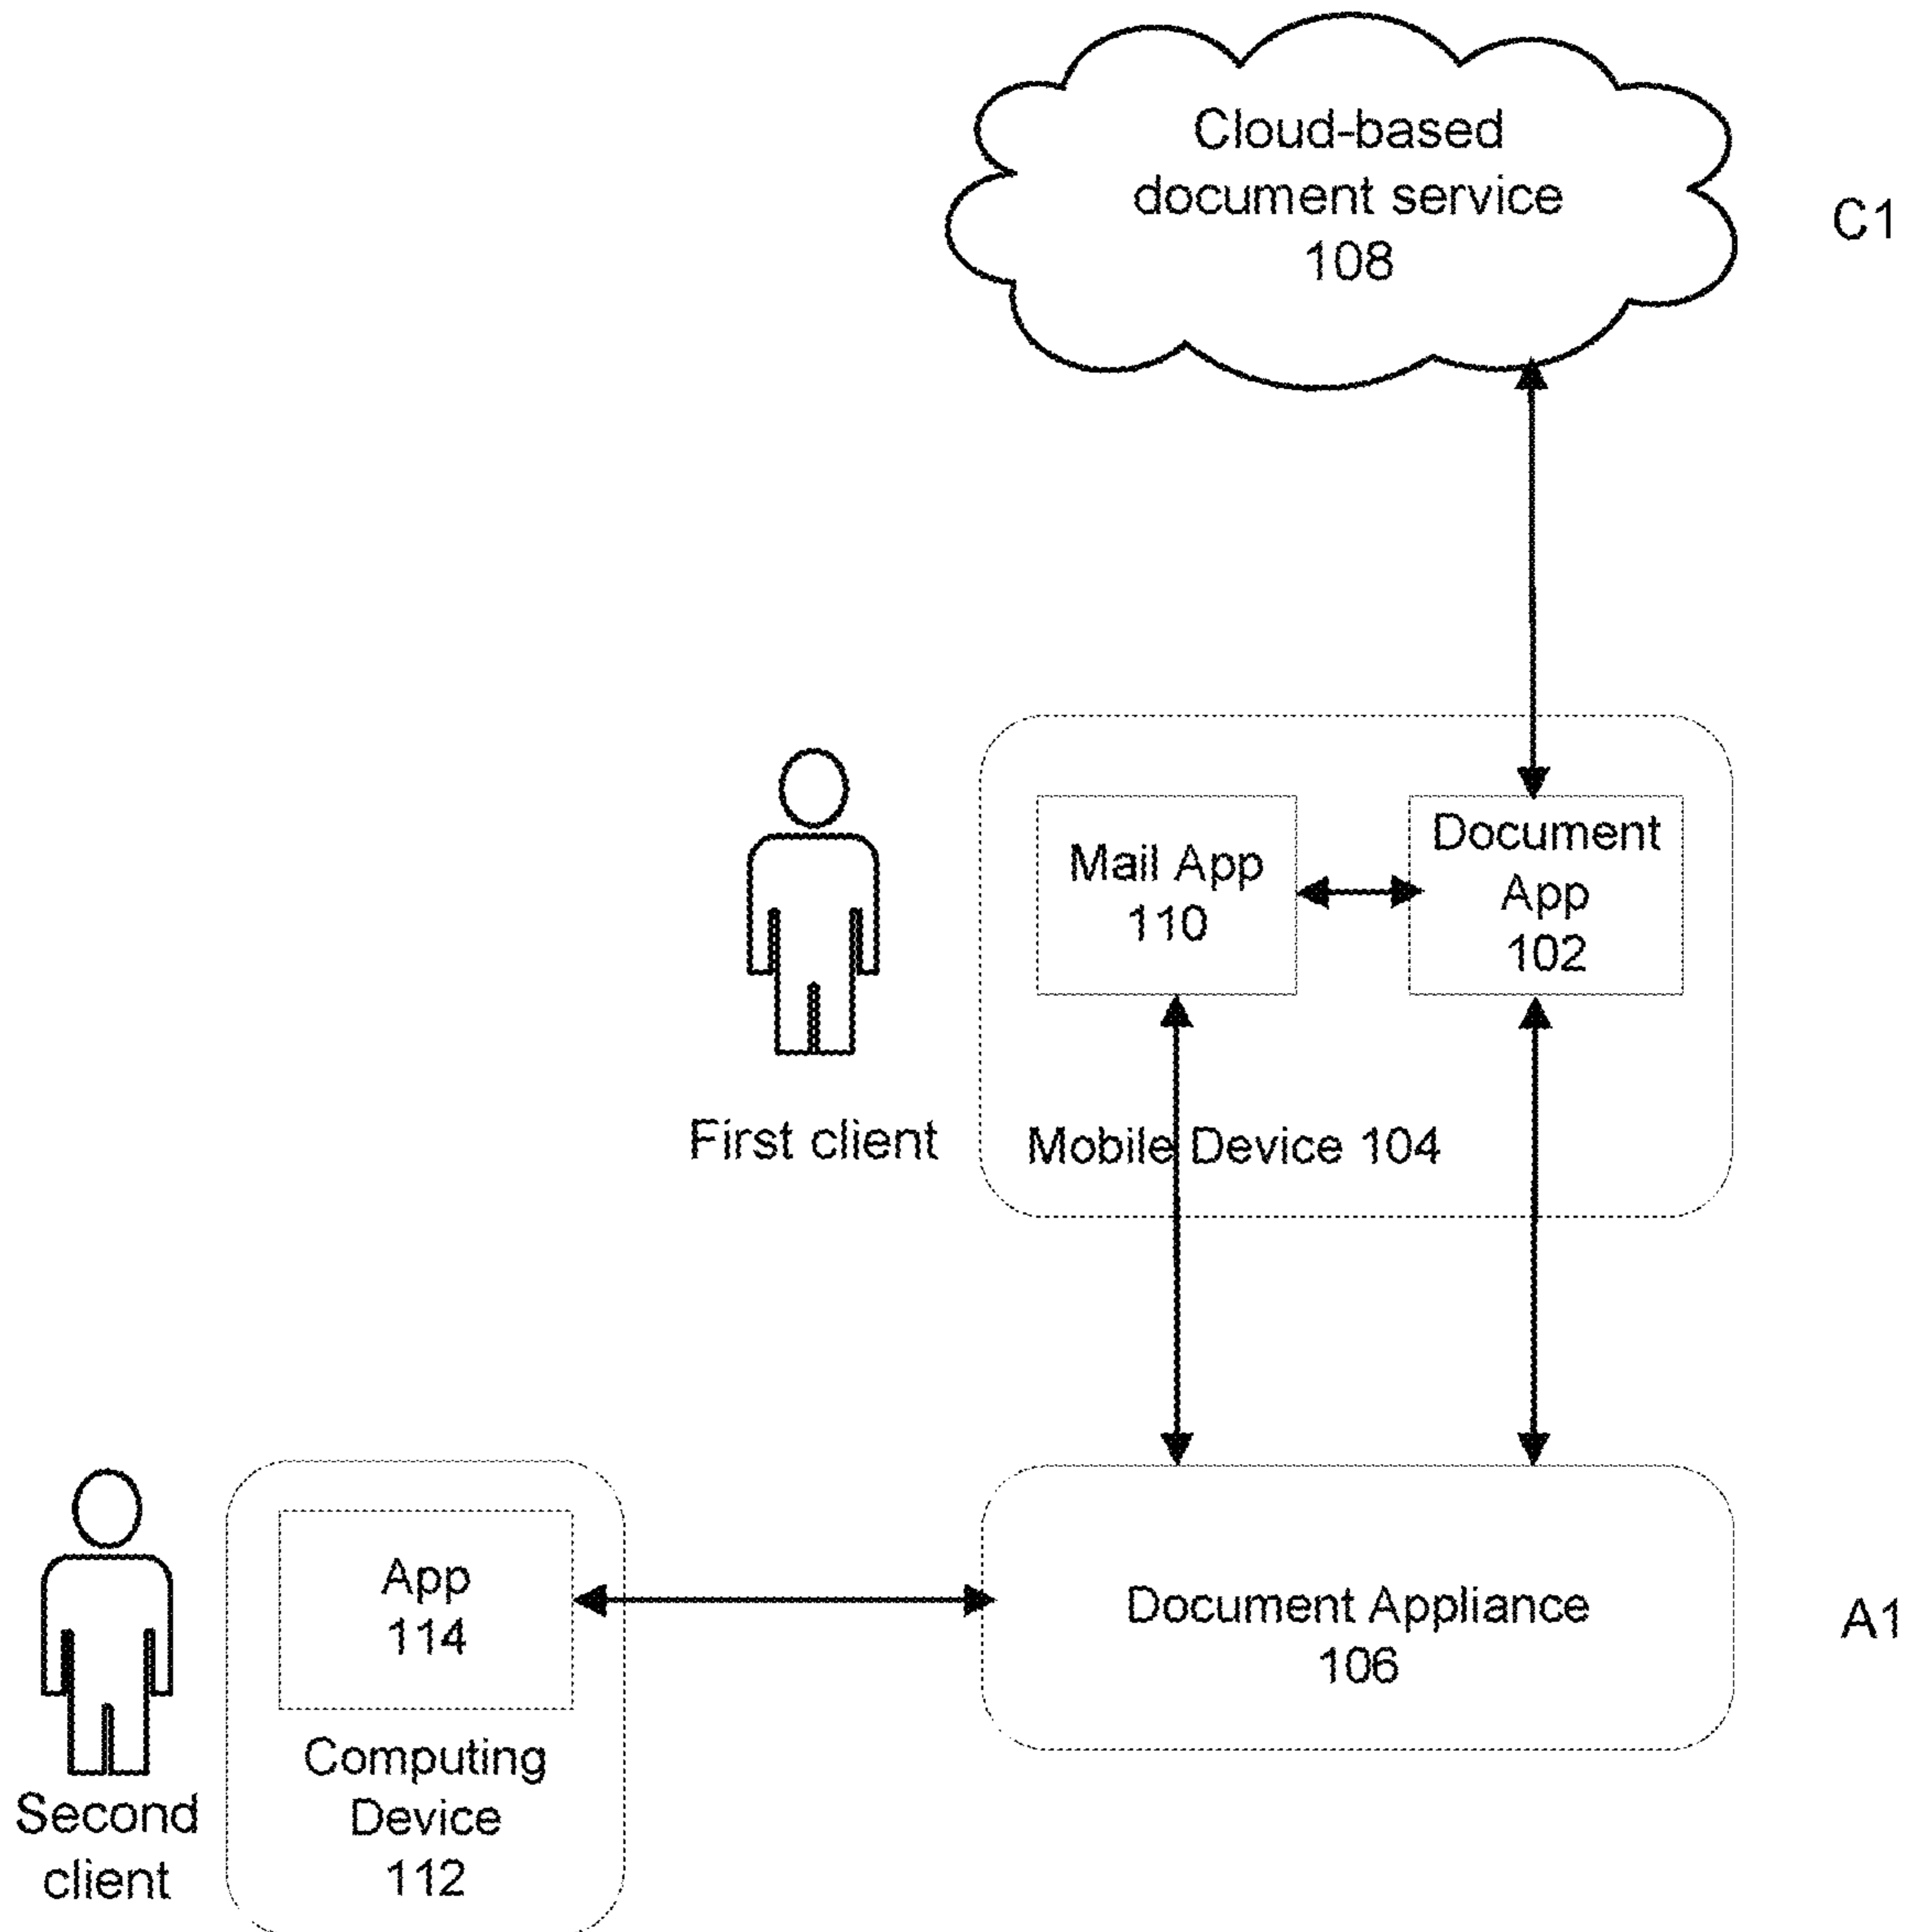 Cloud-based
document service
108
C1
Mail App
110
Document
App
102
First client
Mobile Device 104
App
114
Computing
Device
112
Second
client
Document Appliance
106
A1